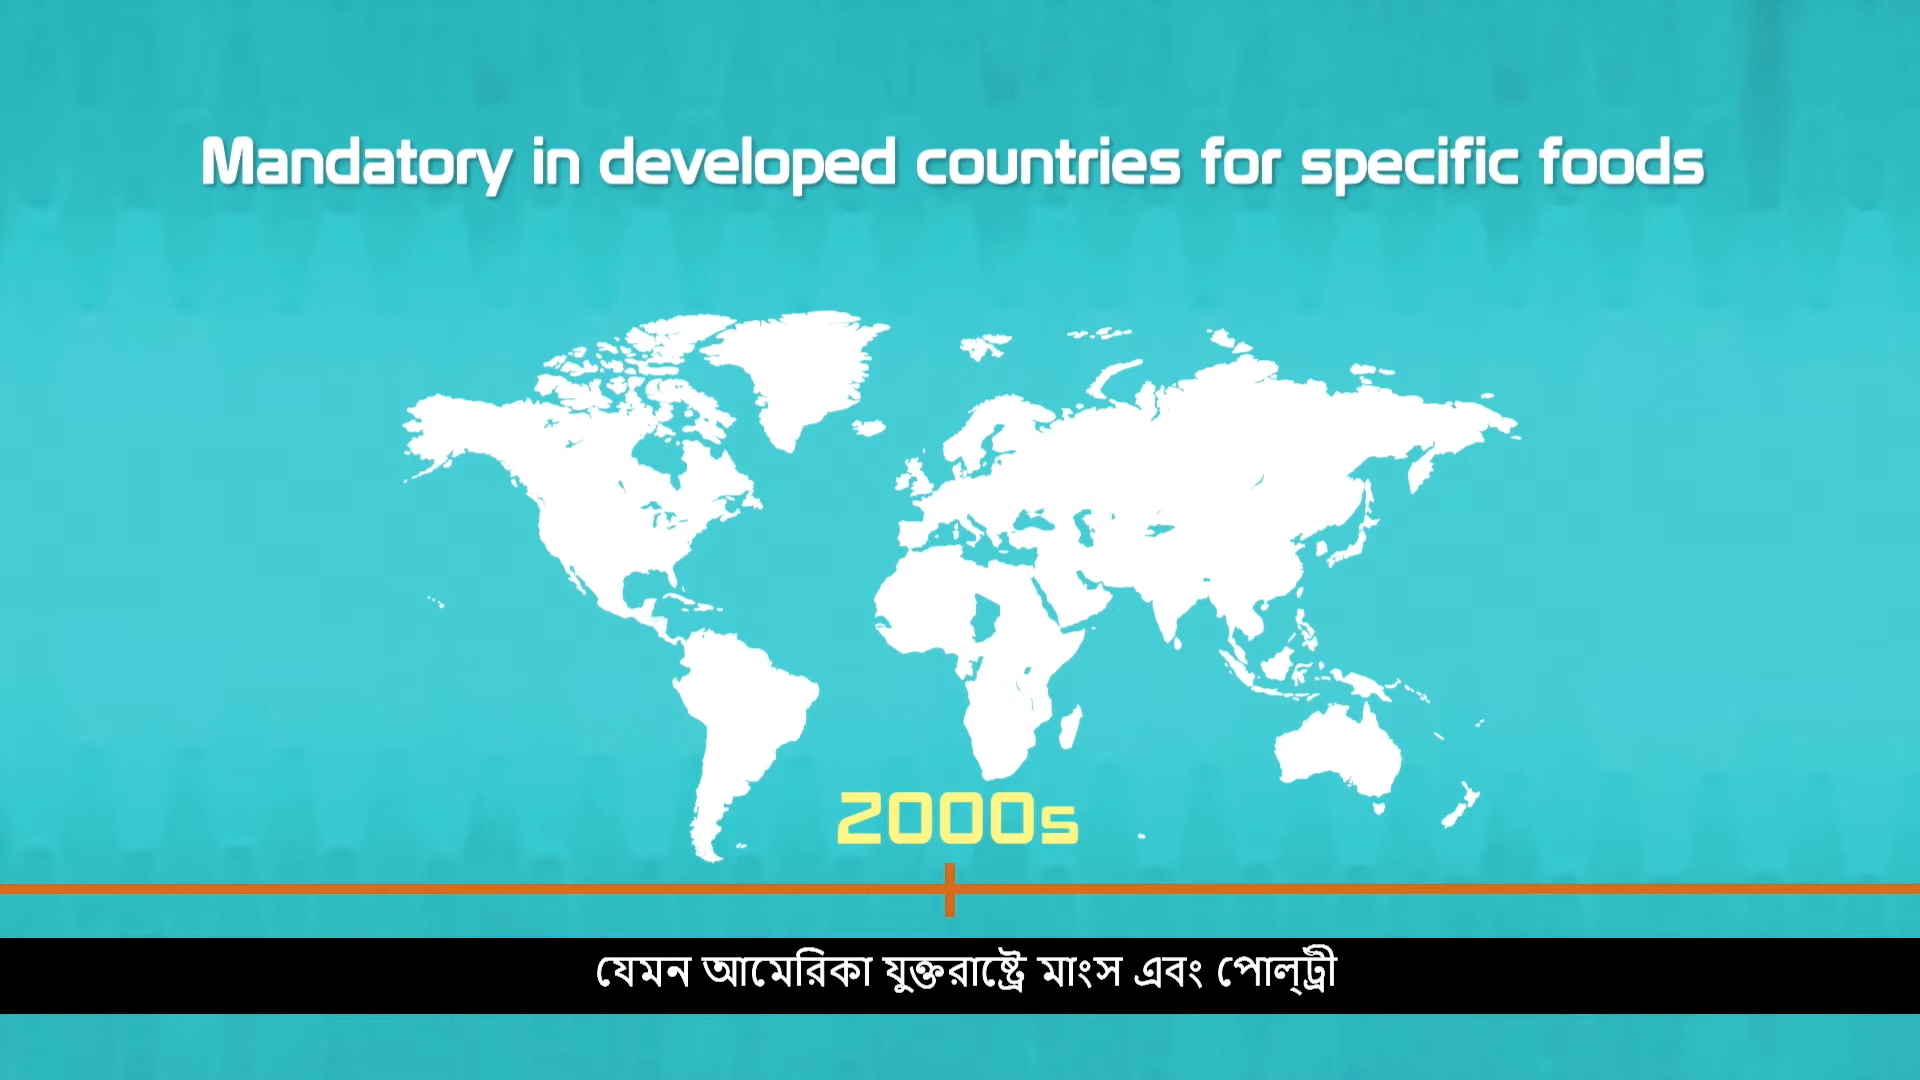 Mandatory in developed countries for specific foods
2000s
যেমন আমেরিকা যুক্তরাষ্ট্রে মাংস এবং পোল্ট্রী